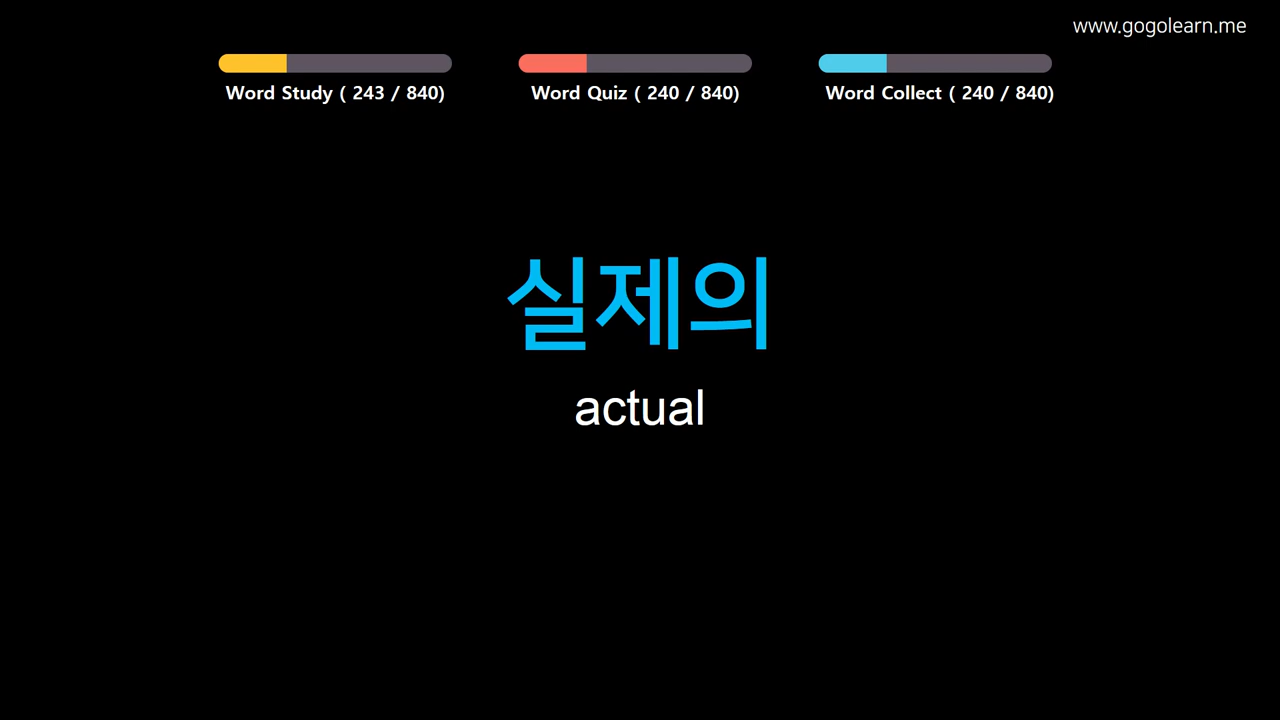 www.gogolearn.me
Word Study ( 243 / 840)
Word Quiz ( 240 / 840)
Word Collect ( 240 / 840)
실제의
actual